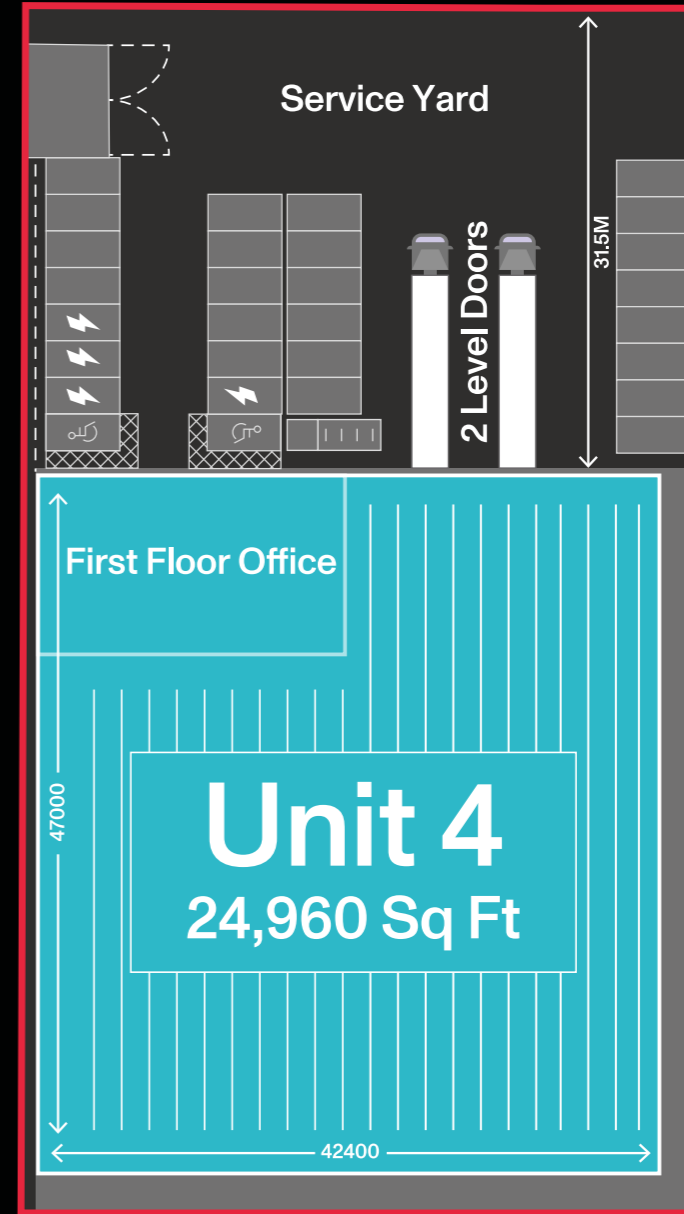 Service Yard
31.5M
2 Level Doors
First Floor Office
47000
Unit 4
24,960 Sq Ft
42400